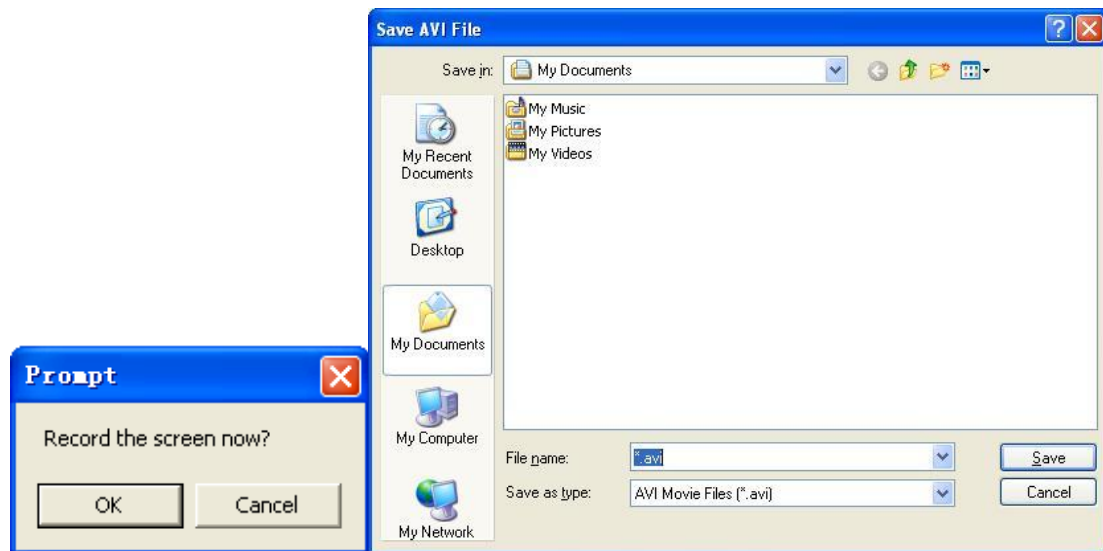 Save AVI File
Save in:
My Documents
My Music
My Pictures
My Videos
My Recent
Documents
Desktop
My Documents
My Computer
My Network
File name:
*.avi
Save
Save as type:
AVI Movie Files (*.avi)
Cancel
Prompt
Record the screen now?
OK
Cancel